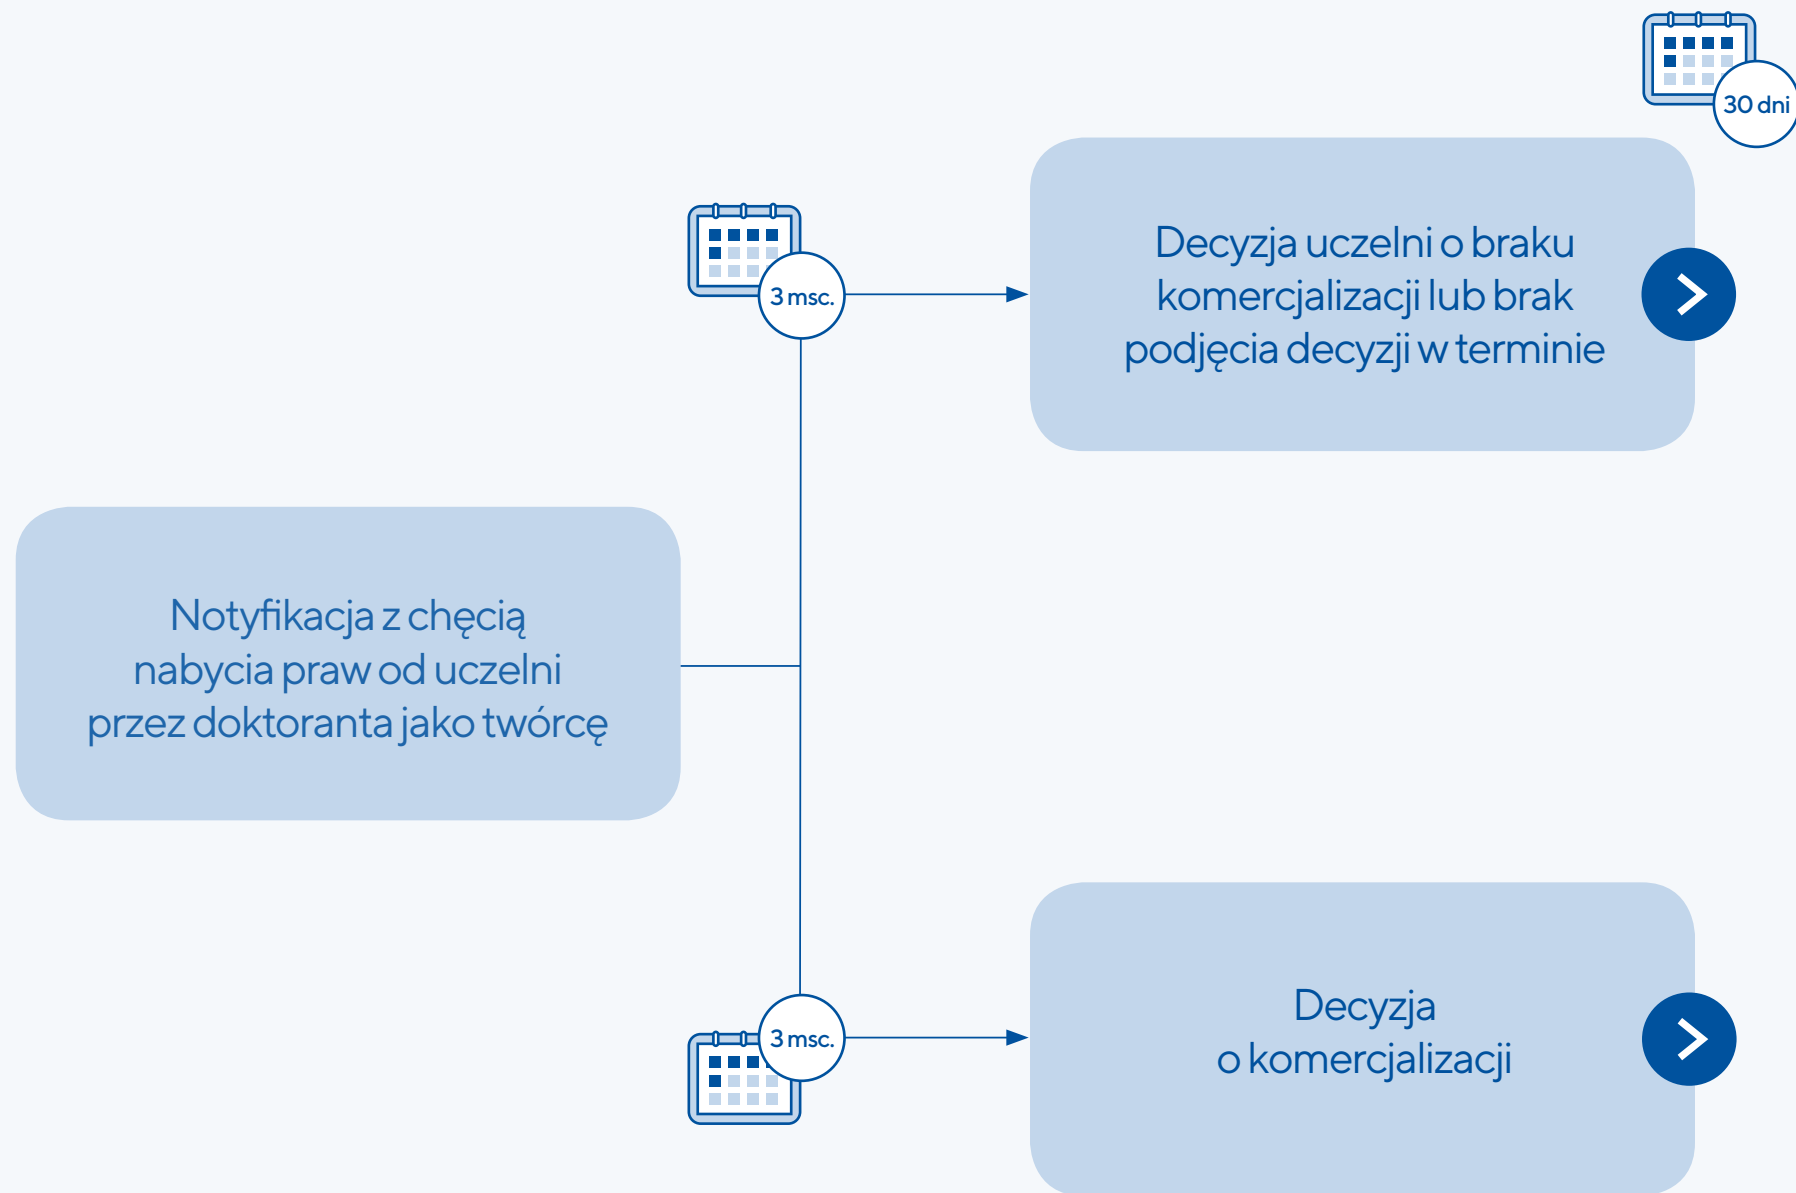 30 dni
3 msc.
Decyzja uczelni o braku
komercjalizacji lub brak
podjęcia decyzji w terminie
Notyfikacja z chęcią
nabycia praw od uczelni
przez doktoranta jako twórcę
3 msc.
Decyzja
o komercjalizacji